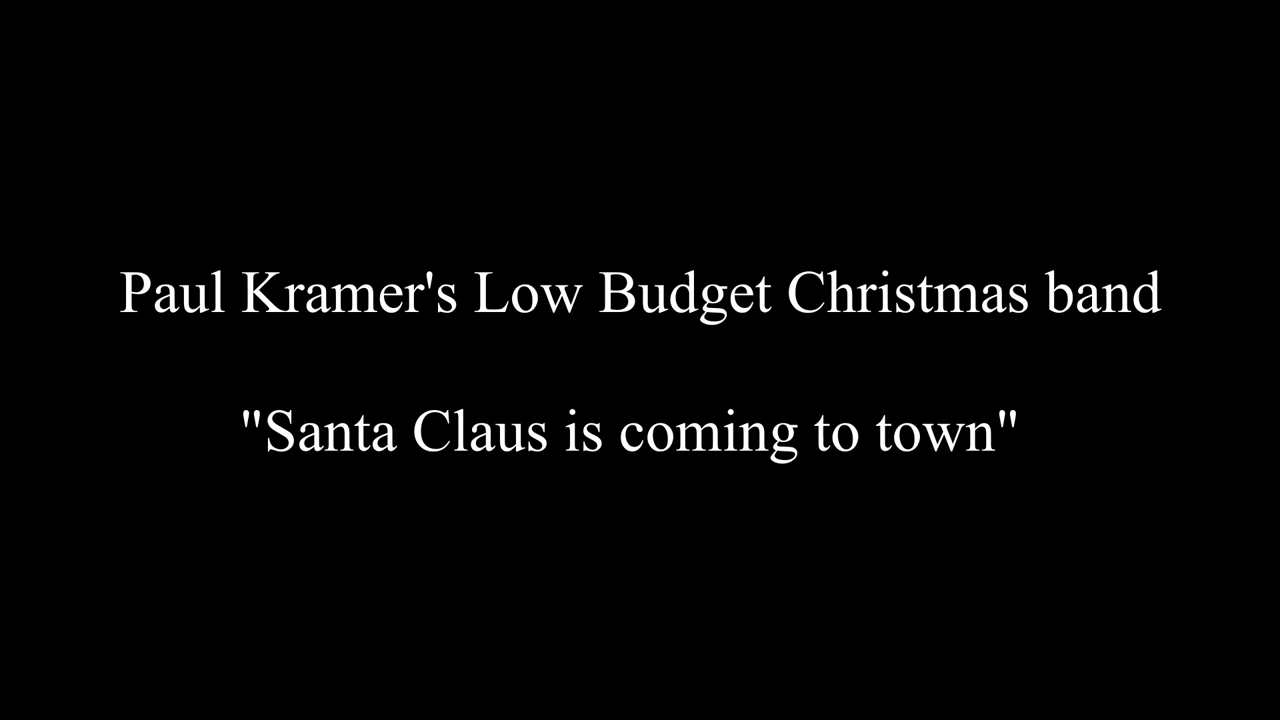 Paul Kramer's Low Budget Christmas band
"Santa Claus is coming to town"